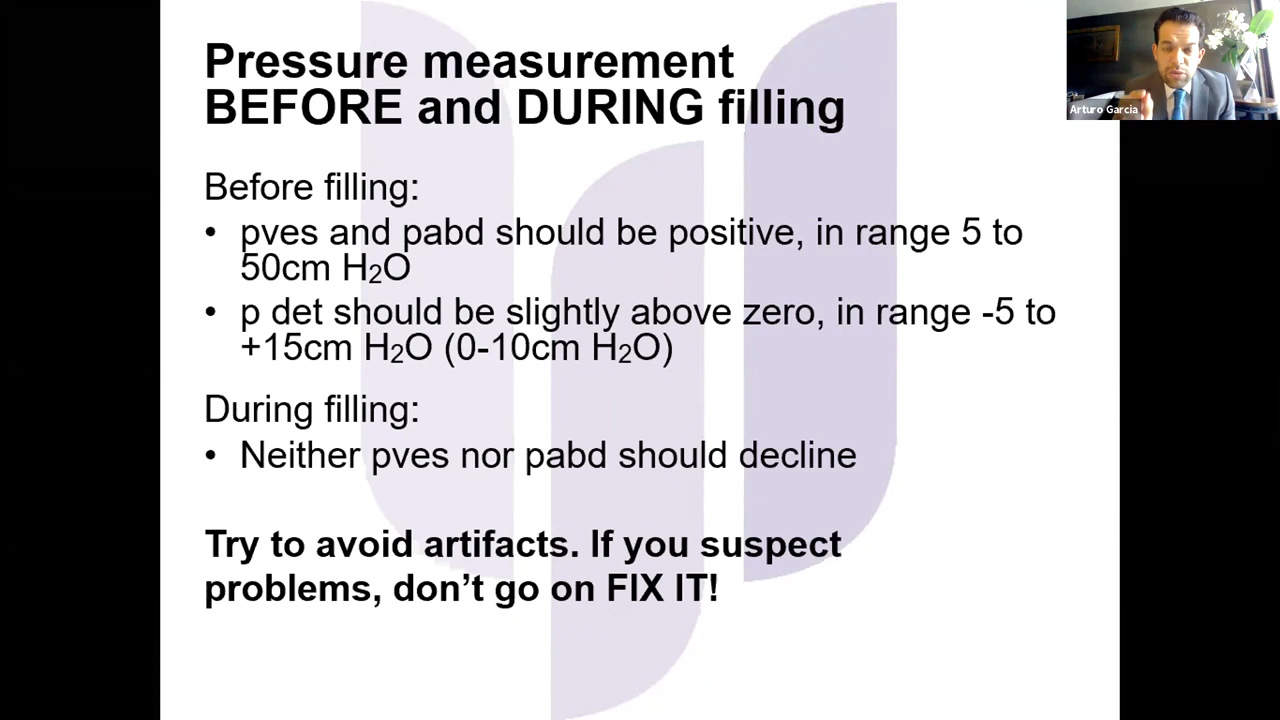 Pressure measurement
BEFORE and DURING filling
Before filling:
• pves and pabd should be positive, in range 5 to
50cm H₂O
• p det should be slightly above zero, in range -5 to
+15cm H₂O (0-10cm H₂O)
During filling:
• Neither pves nor pabd should decline
Try to avoid artifacts. If you suspect
problems, don’t go on FIX IT!
Arturo Garcia